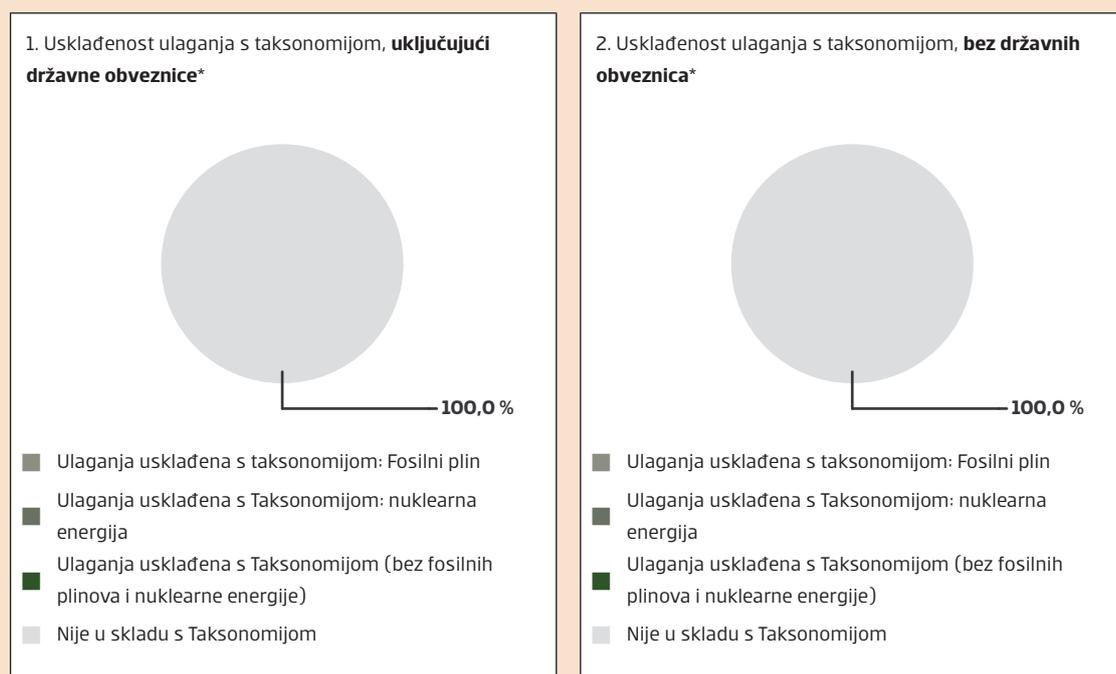 1. Usklađenost ulaganja s taksonomijom, uključujući
državne obveznice*
100,0 %
Ulaganja usklađena s taksonomijom: Fosilni plin
Ulaganja usklađena s Taksonomijom: nuklearna
energija
Ulaganja usklađena s Taksonomijom (bez fosilnih
plinova i nuklearne energije)
Nije u skladu s Taksonomijom
2. Usklađenost ulaganja s taksonomijom, bez državnih
obveznica*
100,0 %
Ulaganja usklađena s taksonomijom: Fosilni plin
Ulaganja usklađena s Taksonomijom: nuklearna
energija
Ulaganja usklađena s Taksonomijom (bez fosilnih
plinova i nuklearne energije)
Nije u skladu s Taksonomijom